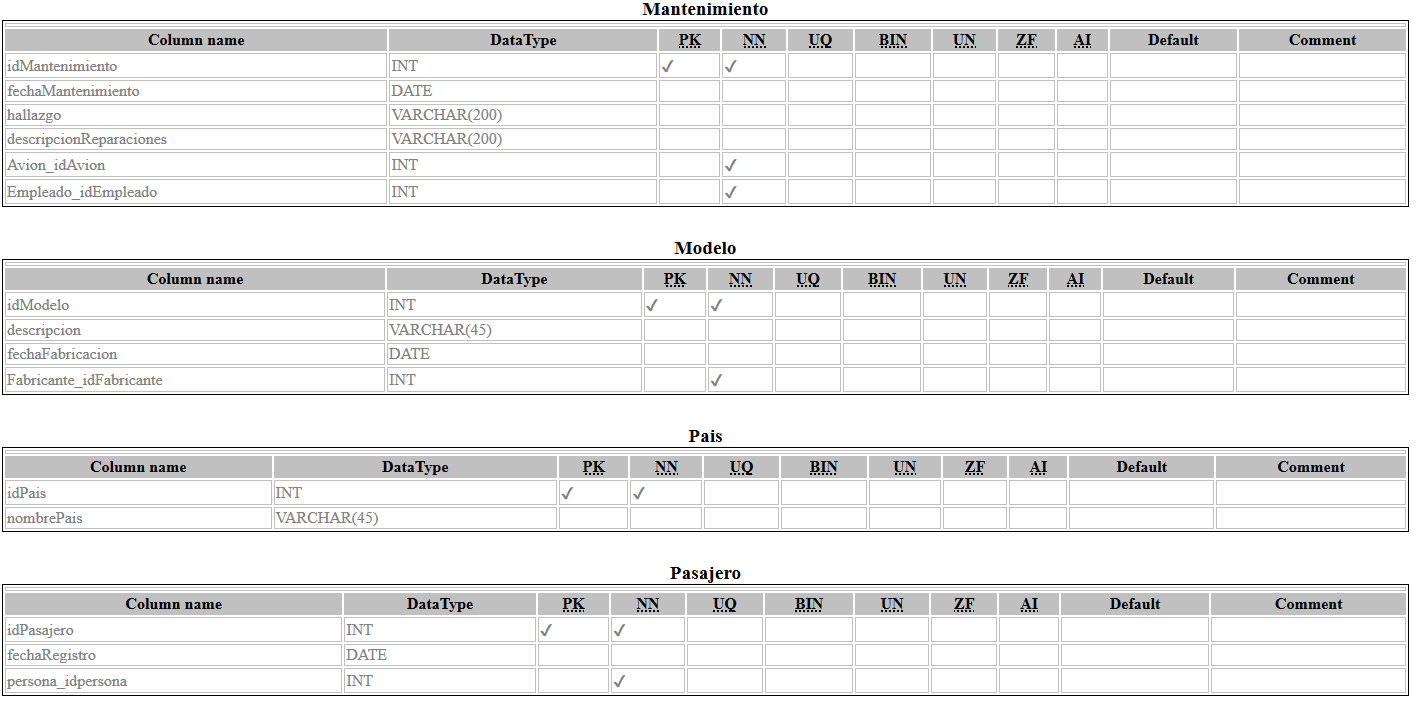 Mantenimiento
Column name DataType PK NN UQ BIN UN ZF AI Default Comment
idMantenimiento INT ✓ ✓
fechaMantenimiento DATE
hallazgo VARCHAR(200)
descripcionReparaciones VARCHAR(200)
Avion_idAvion INT ✓
Empleado_idEmpleado INT ✓
Modelo
Column name DataType PK NN UQ BIN UN ZF AI Default Comment
idModelo INT ✓ ✓
descripcion VARCHAR(45)
fechaFabricacion DATE
Fabricante_idFabricante INT ✓
Pais
Column name DataType PK NN UQ BIN UN ZF AI Default Comment
idPais INT ✓ ✓
nombrePais VARCHAR(45)
Pasajero
Column name DataType PK NN UQ BIN UN ZF AI Default Comment
idPasajero INT ✓ ✓
fechaRegistro DATE
persona_idpersona INT ✓